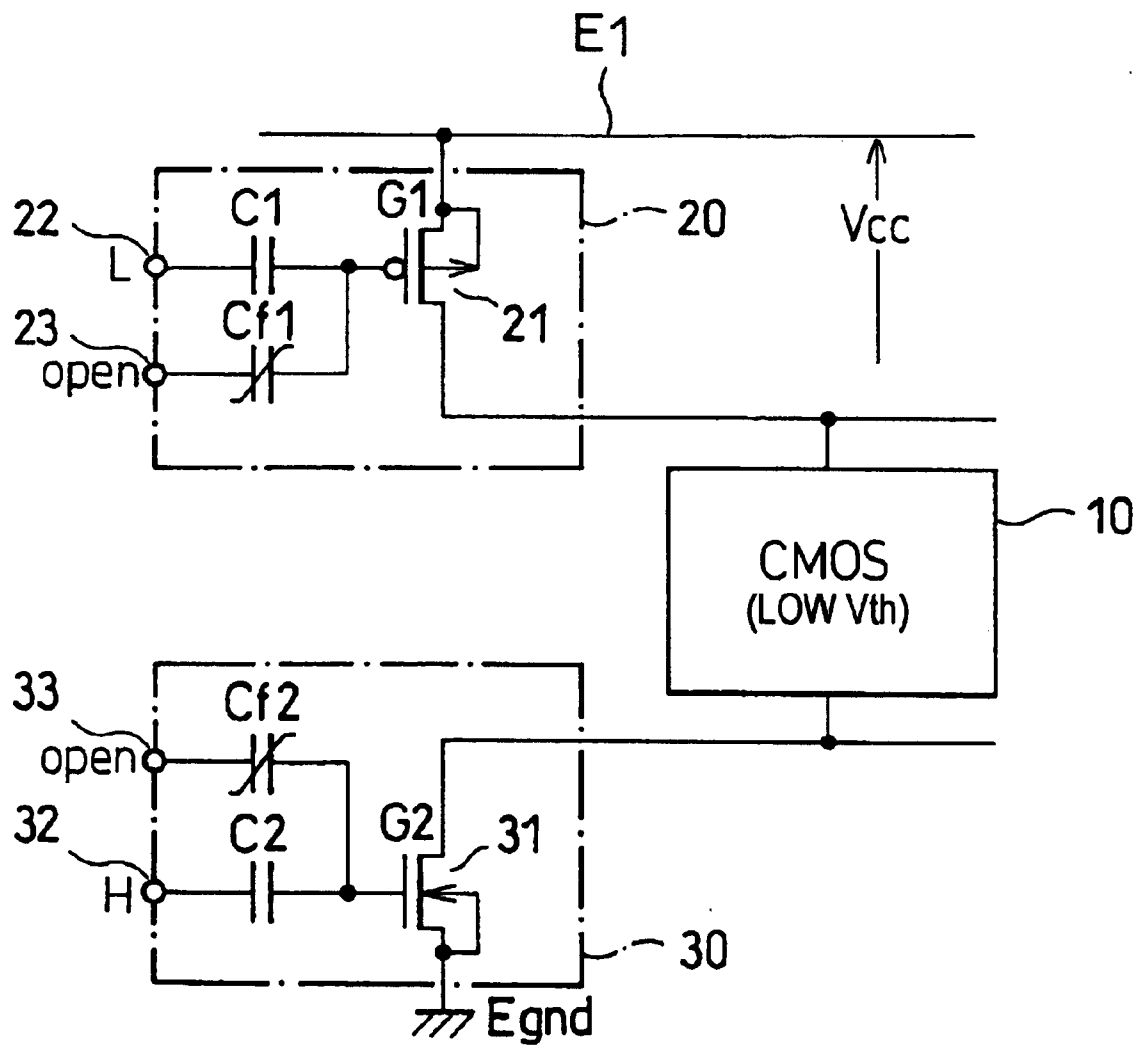 E1
G1
C1
20
22
L
Vcc
21
Cf1
23
open
10
CMOS
(LOW Vth)
33
Cf2
open
32
C2
G2
31
H
30
Egnd